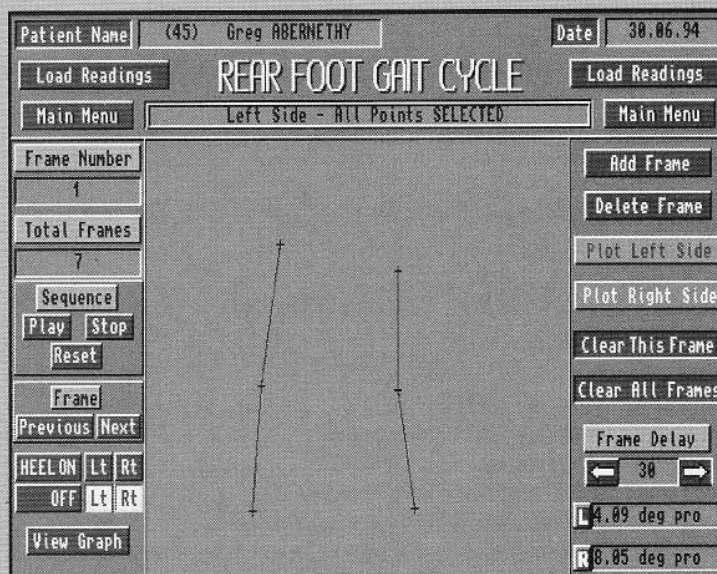 Patient Name (45) Greg ABERNETHY Date 30.06.94
Load Readings REAR FOOT GAIT CYCLE Load Readings
Main Menu Left Side - All Points SELECTED Main Menu
Frame Number
1
Total Frames
7
Sequence
Play Stop
Reset
Frame
Previous Next
HEEL ON Lt Rt
OFF Lt Rt
View Graph
Add Frame
Delete Frame
Plot Left Side
Plot Right Side
Clear This Frame
Clear All Frames
Frame Delay
30
L 4.09 deg pro
R 8.05 deg pro